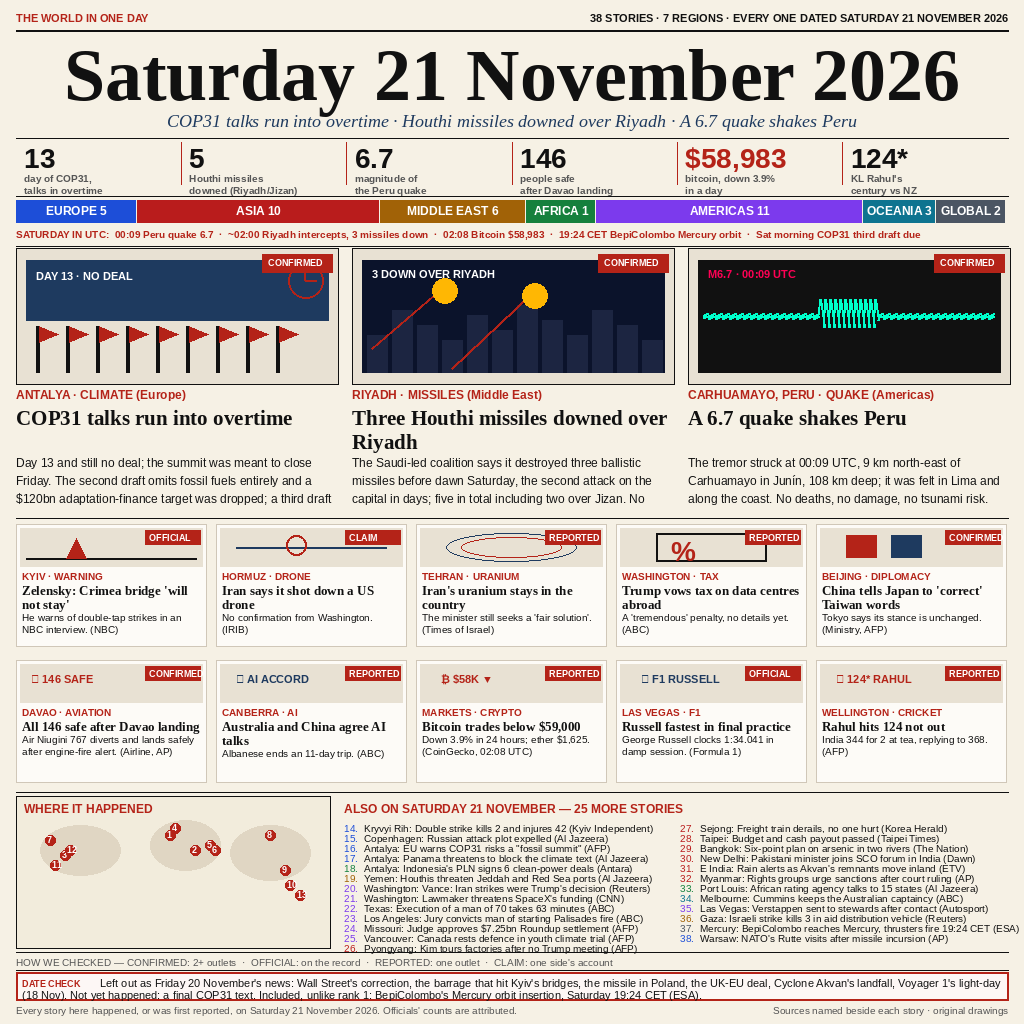 THE WORLD IN ONE DAY
38 STORIES · 7 REGIONS · EVERY ONE DATED SATURDAY 21 NOVEMBER 2026
Saturday 21 November 2026
COP31 talks run into overtime · Houthi missiles downed over Riyadh · A 6.7 quake shakes Peru
13
day of COP31,
talks in overtime
5
Houthi missiles
downed (Riyadh/Jizan)
6.7
magnitude of
the Peru quake
146
people safe
after Davao landing
$58,983
bitcoin, down 3.9%
in a day
124*
KL Rahul's
century vs NZ
EUROPE 5
ASIA 10
MIDDLE EAST 6
AFRICA 1
AMERICAS 11
OCEANIA 3
GLOBAL 2
SATURDAY IN UTC: 00:09 Peru quake 6.7 · ~02:00 Riyadh intercepts, 3 missiles down · 02:08 Bitcoin $58,983 · 19:24 CET BepiColombo Mercury orbit · Sat morning COP31 third draft due
CONFIRMED
DAY 13 · NO DEAL
ANTALYA · CLIMATE (Europe)
COP31 talks run into overtime
Day 13 and still no deal; the summit was meant to close
Friday. The second draft omits fossil fuels entirely and a
$120bn adaptation-finance target was dropped; a third draft
CONFIRMED
3 DOWN OVER RIYADH
RIYADH · MISSILES (Middle East)
Three Houthi missiles downed over
Riyadh
The Saudi-led coalition says it destroyed three ballistic
missiles before dawn Saturday, the second attack on the
capital in days; five in total including two over Jizan. No
CONFIRMED
M6.7 · 00:09 UTC
CARHUAMAYO, PERU · QUAKE (Americas)
A 6.7 quake shakes Peru
The tremor struck at 00:09 UTC, 9 km north-east of
Carhuamayo in Junín, 108 km deep; it was felt in Lima and
along the coast. No deaths, no damage, no tsunami risk.
OFFICIAL
KYIV · WARNING
Zelensky: Crimea bridge 'will
not stay'
He warns of double-tap strikes in an
NBC interview. (NBC)
CLAIM
HORMUZ · DRONE
Iran says it shot down a US
drone
No confirmation from Washington.
(IRIB)
REPORTED
TEHRAN · URANIUM
Iran's uranium stays in the
country
The minister still seeks a 'fair solution'.
(Times of Israel)
REPORTED
%
WASHINGTON · TAX
Trump vows tax on data centres
abroad
A 'tremendous' penalty, no details yet.
(ABC)
CONFIRMED
BEIJING · DIPLOMACY
China tells Japan to 'correct'
Taiwan words
Tokyo says its stance is unchanged.
(Ministry, AFP)
CONFIRMED
146 SAFE
DAVAO · AVIATION
All 146 safe after Davao landing
Air Niugini 767 diverts and lands safely
after engine-fire alert. (Airline, AP)
REPORTED
AI ACCORD
CANBERRA · AI
Australia and China agree AI
talks
Albanese ends an 11-day trip. (ABC)
REPORTED
₿ $58K ▼
MARKETS · CRYPTO
Bitcoin trades below $59,000
Down 3.9% in 24 hours; ether $1,625.
(CoinGecko, 02:08 UTC)
OFFICIAL
F1 RUSSELL
LAS VEGAS · F1
Russell fastest in final practice
George Russell clocks 1:34.041 in
damp session. (Formula 1)
REPORTED
124* RAHUL
WELLINGTON · CRICKET
Rahul hits 124 not out
India 344 for 2 at tea, replying to 368.
(AFP)
WHERE IT HAPPENED
7
12
3
11
4
1
2
5
6
8
9
10
13
ALSO ON SATURDAY 21 NOVEMBER — 25 MORE STORIES
14. Kryvyi Rih: Double strike kills 2 and injures 42 (Kyiv Independent)
15. Copenhagen: Russian attack plot expelled (Al Jazeera)
16. Antalya: EU warns COP31 risks a "fossil summit" (AFP)
17. Antalya: Panama threatens to block the climate text (Al Jazeera)
18. Antalya: Indonesia's PLN signs 6 clean-power deals (Antara)
19. Yemen: Houthis threaten Jeddah and Red Sea ports (Al Jazeera)
20. Washington: Vance: Iran strikes were Trump's decision (Reuters)
21. Washington: Lawmaker threatens SpaceX's funding (CNN)
22. Texas: Execution of a man of 70 takes 63 minutes (ABC)
23. Los Angeles: Jury convicts man of starting Palisades fire (ABC)
24. Missouri: Judge approves $7.25bn Roundup settlement (AFP)
25. Vancouver: Canada rests defence in youth climate trial (AFP)
26. Pyongyang: Kim tours factories after no Trump meeting (AFP)
27. Sejong: Freight train derails, no one hurt (Korea Herald)
28. Taipei: Budget and cash payout passed (Taipei Times)
29. Bangkok: Six-point plan on arsenic in two rivers (The Nation)
30. New Delhi: Pakistani minister joins SCO forum in India (Dawn)
31. E India: Rain alerts as Akvan's remnants move inland (ETV)
32. Myanmar: Rights groups urge sanctions after court ruling (AP)
33. Port Louis: African rating agency talks to 15 states (Al Jazeera)
34. Melbourne: Cummins keeps the Australian captaincy (ABC)
35. Las Vegas: Verstappen sent to stewards after contact (Autosport)
36. Gaza: Israeli strike kills 3 in aid distribution vehicle (Reuters)
37. Mercury: BepiColombo reaches Mercury, thrusters fire 19:24 CET (ESA)
38. Warsaw: NATO's Rutte visits after missile incursion (AP)
HOW WE CHECKED — CONFIRMED: 2+ outlets · OFFICIAL: on the record · REPORTED: one outlet · CLAIM: one side's account
DATE CHECK Left out as Friday 20 November's news: Wall Street's correction, the barrage that hit Kyiv's bridges, the missile in Poland, the UK-EU deal, Cyclone Akvan's landfall, Voyager 1's light-day
(18 Nov). Not yet happened: a final COP31 text. Included, unlike rank 1: BepiColombo's Mercury orbit insertion, Saturday 19:24 CET (ESA).
Every story here happened, or was first reported, on Saturday 21 November 2026. Officials' counts are attributed.
Sources named beside each story · original drawings